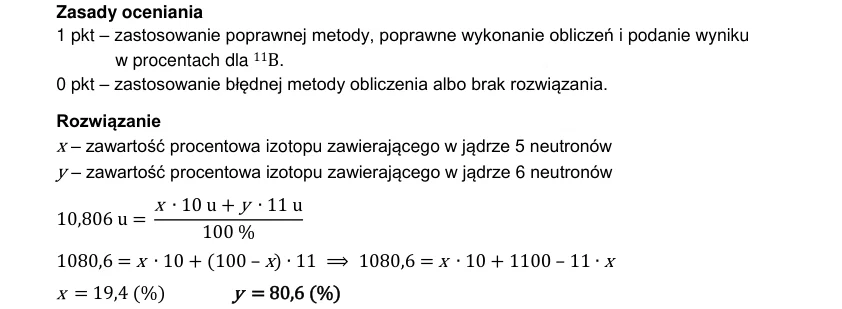 Zasady oceniania
1 pkt – zastosowanie poprawnej metody, poprawne wykonanie obliczeń i podanie wyniku
w procentach dla ¹¹B.
0 pkt – zastosowanie błędnej metody obliczenia albo brak rozwiązania.
Rozwiązanie
x – zawartość procentowa izotopu zawierającego w jądrze 5 neutronów
y – zawartość procentowa izotopu zawierającego w jądrze 6 neutronów
x · 10 u + y · 11 u
10,806 u =
100 %
1080,6 = x · 10 + (100 – x) · 11 ⟹ 1080,6 = x · 10 + 1100 – 11 · x
x = 19,4 (%) y = 80,6 (%)